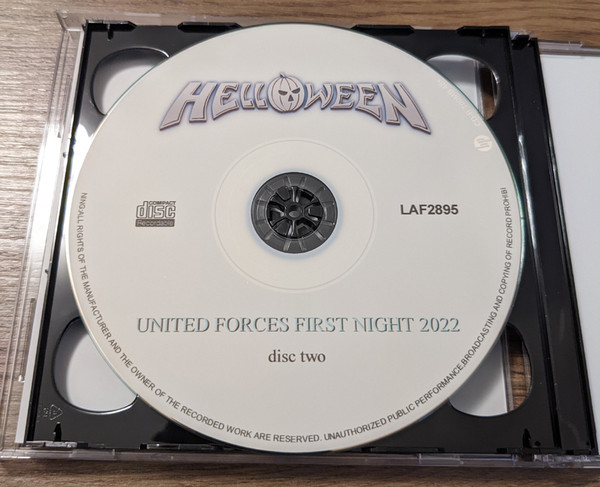 HELLOWEEN
COMPACT
disc
Recordable
LAF2895
UNITED FORCES FIRST NIGHT 2022
disc two
NING:ALL RIGHTS OF THE MANUFACTURER AND THE OWNER OF THE RECORDED WORK ARE RESERVED. UNAUTHORIZED PUBLIC PERFORMANCE,BROADCASTING AND COPYING OF RECORD PROHIBI